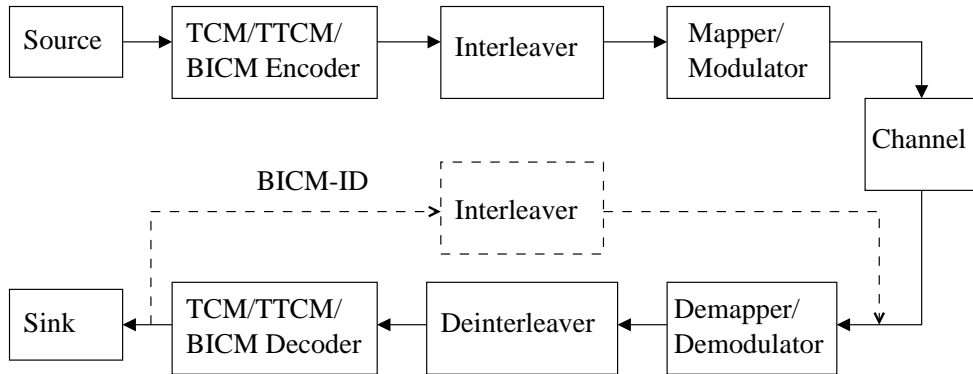 Source
TCM/TTCM/
BICM Encoder
Interleaver
Mapper/
Modulator
Channel
BICM-ID
Interleaver
Sink
TCM/TTCM/
BICM Decoder
Deinterleaver
Demapper/
Demodulator